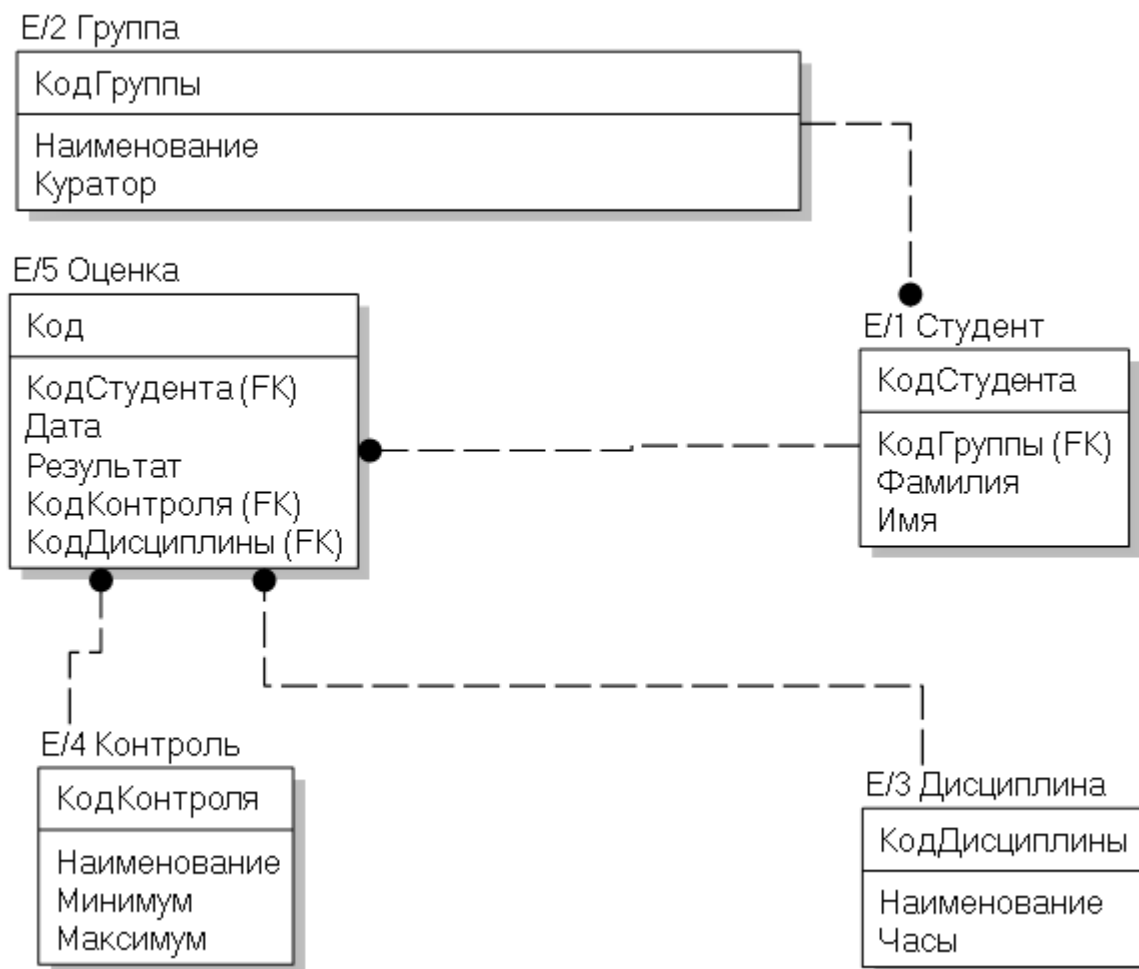 E/2 Группа
КодГруппы
Наименование
Куратор
E/5 Оценка
Код
КодСтудента (FK)
Дата
Результат
КодКонтроля (FK)
КодДисциплины (FK)
E/1 Студент
КодСтудента
КодГруппы (FK)
Фамилия
Имя
E/4 Контроль
КодКонтроля
Наименование
Минимум
Максимум
E/3 Дисциплина
КодДисциплины
Наименование
Часы